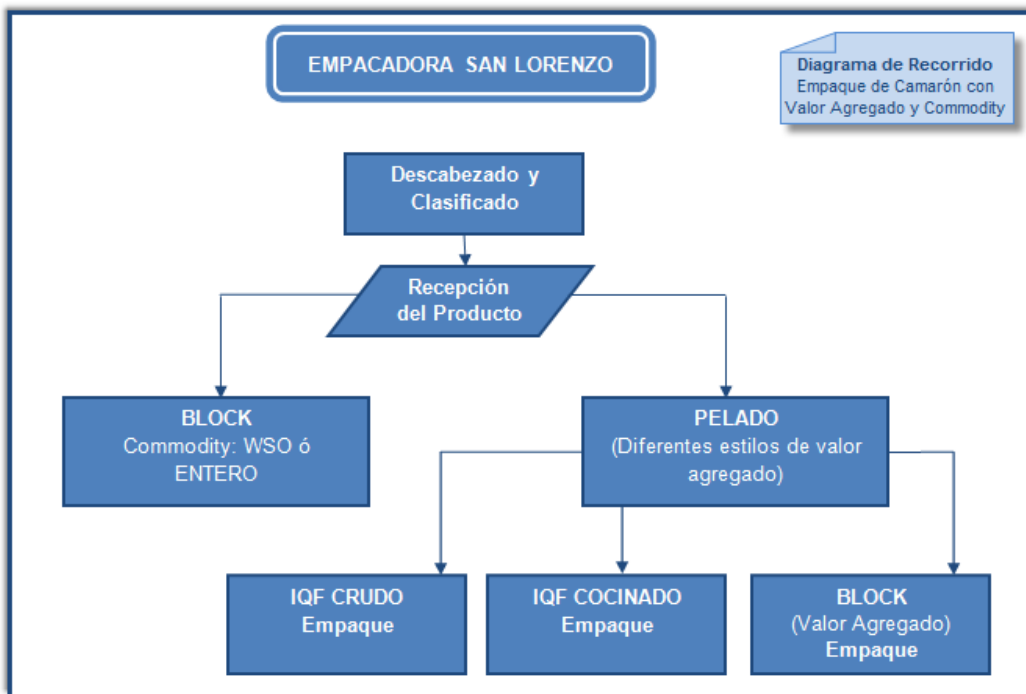 EMPACADORA SAN LORENZO
Diagrama de Recorrido
Empaque de Camarón con
Valor Agregado y Commodity
Descabezado y
Clasificado
Recepción
del Producto
BLOCK
Commodity: WSO ó
ENTERO
PELADO
(Diferentes estilos de valor
agregado)
IQF CRUDO
Empaque
IQF COCINADO
Empaque
BLOCK
(Valor Agregado)
Empaque